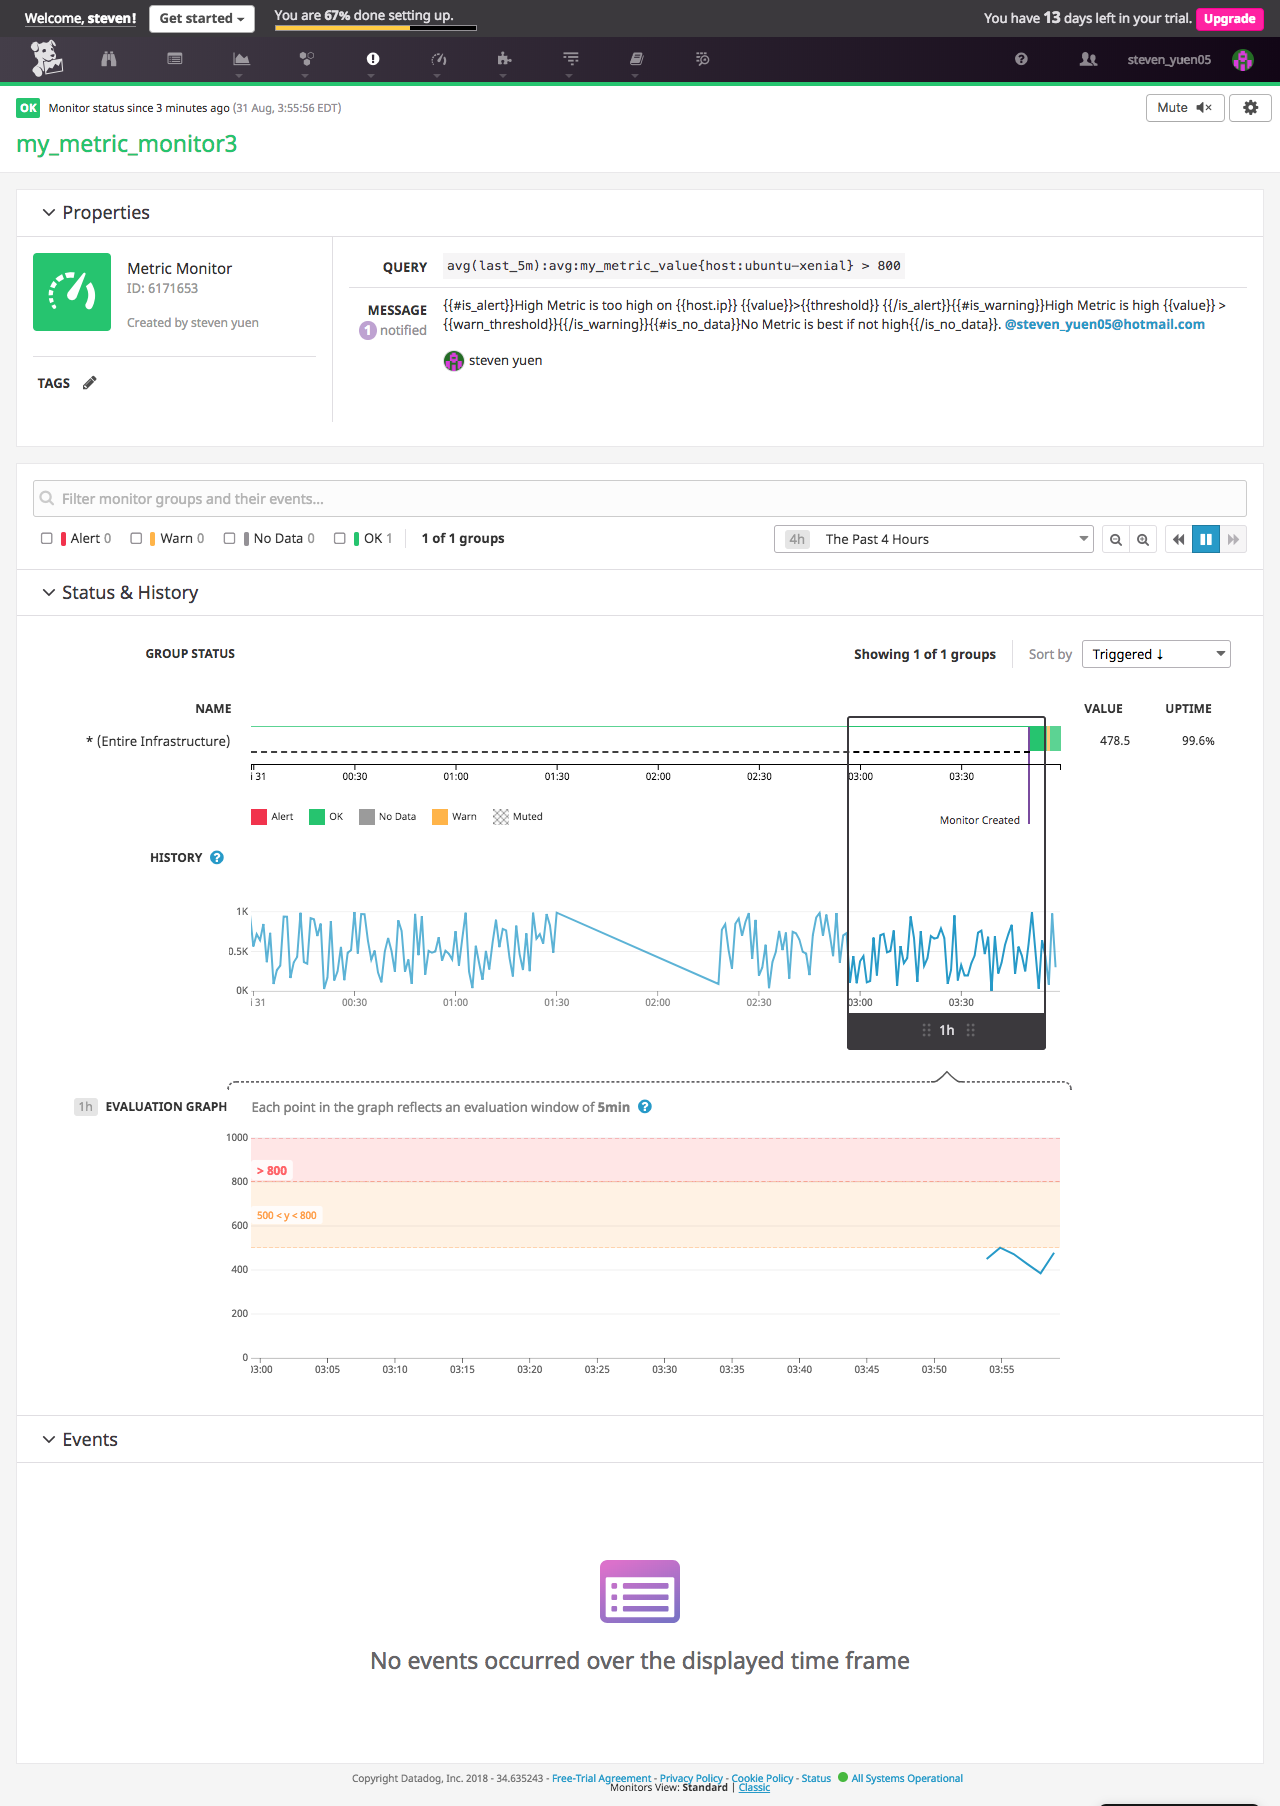 Welcome, steven!
Get started
You are 67% done setting up.
You have 13 days left in your trial.
Upgrade
steven_yuen05
OK Monitor status since 3 minutes ago (31 Aug, 3:55:56 EDT)
Mute
my_metric_monitor3
Properties
Metric Monitor
ID: 6171653
Created by steven yuen
TAGS
QUERY avg(last_5m):avg:my_metric_value{host:ubuntu-xenial} > 800
MESSAGE
1 notified
{{#is_alert}}High Metric is too high on {{host.ip}} {{value}}>{{threshold}} {{/is_alert}}{{#is_warning}}High Metric is high {{value}} >
{{warn_threshold}}{{/is_warning}}{{#is_no_data}}No Metric is best if not high{{/is_no_data}}. @steven_yuen05@hotmail.com
steven yuen
Filter monitor groups and their events...
Alert 0 Warn 0 No Data 0 OK 1 1 of 1 groups
4h The Past 4 Hours
Status & History
GROUP STATUS
Showing 1 of 1 groups
Sort by Triggered ↓
NAME VALUE UPTIME
* (Entire Infrastructure) 478.5 99.6%
31 00:30 01:00 01:30 02:00 02:30 03:00 03:30
Alert OK No Data Warn Muted
Monitor Created
HISTORY ?
1K
0.5K
0K
31 00:30 01:00 01:30 02:00 02:30 03:00 03:30
1h
1h EVALUATION GRAPH Each point in the graph reflects an evaluation window of 5min ?
1000
> 800
800
500 < y < 800
600
400
200
0
03:00 03:05 03:10 03:15 03:20 03:25 03:30 03:35 03:40 03:45 03:50 03:55
Events
No events occurred over the displayed time frame
Copyright Datadog, Inc. 2018 - 34.635243 - Free-Trial Agreement - Privacy Policy - Cookie Policy - Status All Systems Operational
Monitors View: Standard | Classic